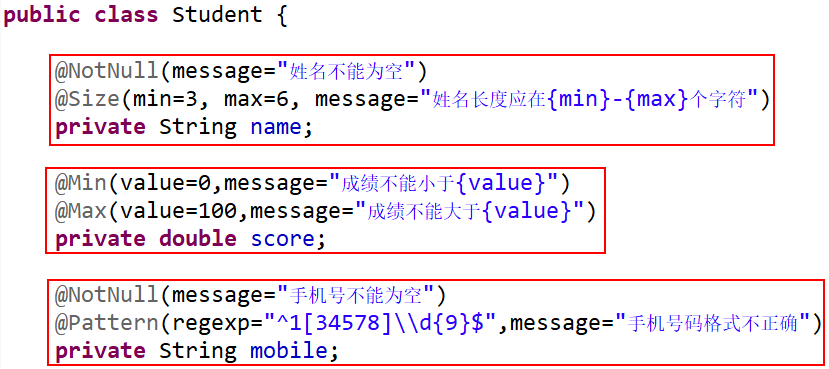 public class Student {
@NotNull(message="姓名不能为空")
@Size(min=3, max=6, message="姓名长度应在{min}-{max}个字符")
private String name;
@Min(value=0,message="成绩不能小于{value}")
@Max(value=100,message="成绩不能大于{value}")
private double score;
@NotNull(message="手机号不能为空")
@Pattern(regexp="^1[34578]\\d{9}$",message="手机号码格式不正确")
private String mobile;